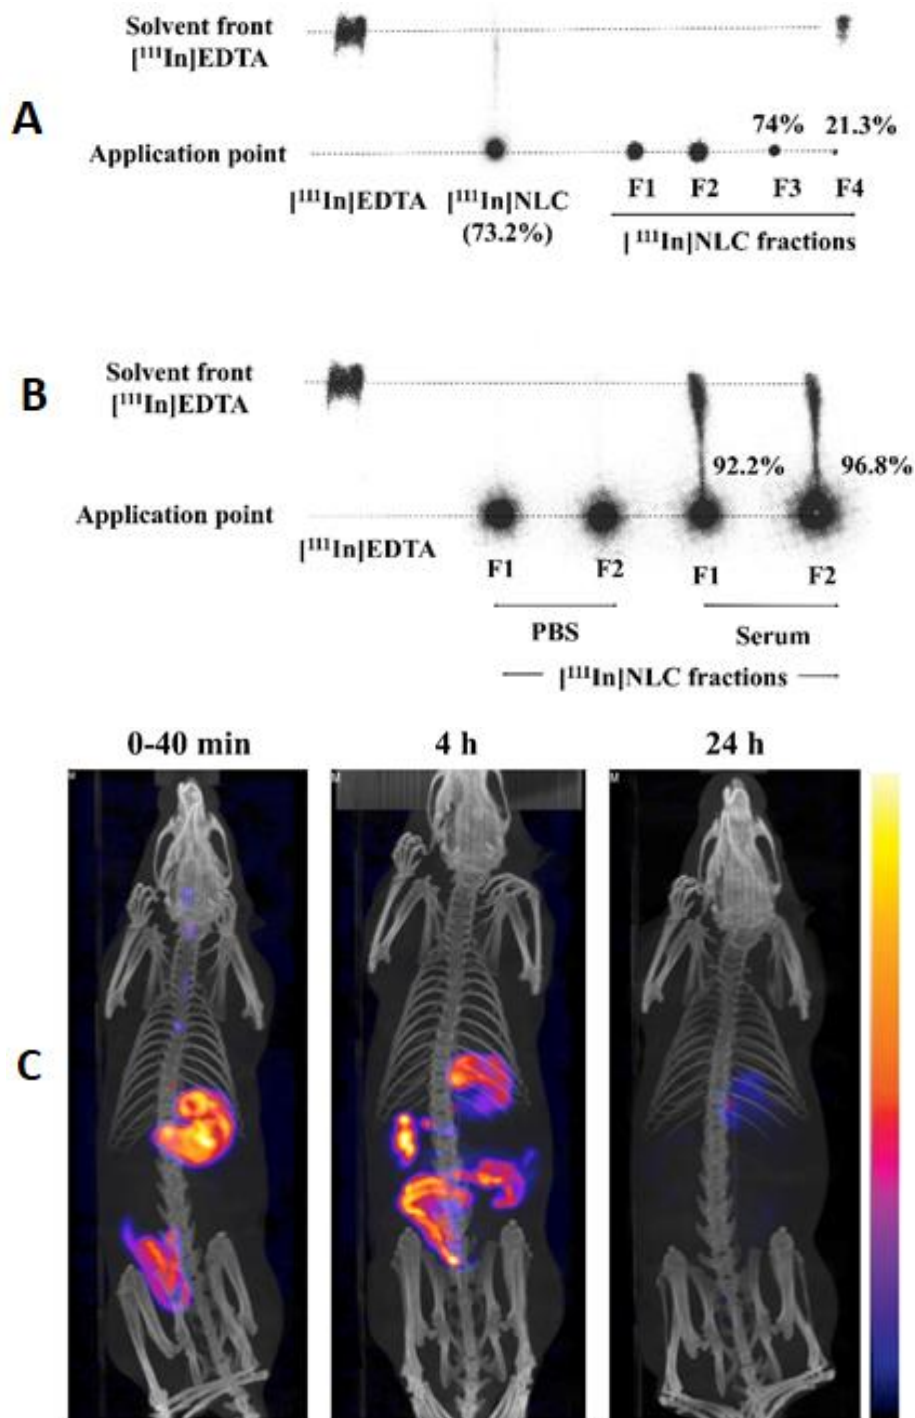 A
Solvent front
[¹¹¹In]EDTA
Application point
74% 21.3%
[¹¹¹In]EDTA [¹¹¹In]NLC F1 F2 F3 F4
(73.2%)
[¹¹¹In]NLC fractions
B
Solvent front
[¹¹¹In]EDTA
92.2% 96.8%
Application point
[¹¹¹In]EDTA
F1 F2 F1 F2
PBS Serum
[¹¹¹In]NLC fractions
C
0-40 min 4 h 24 h
M M M